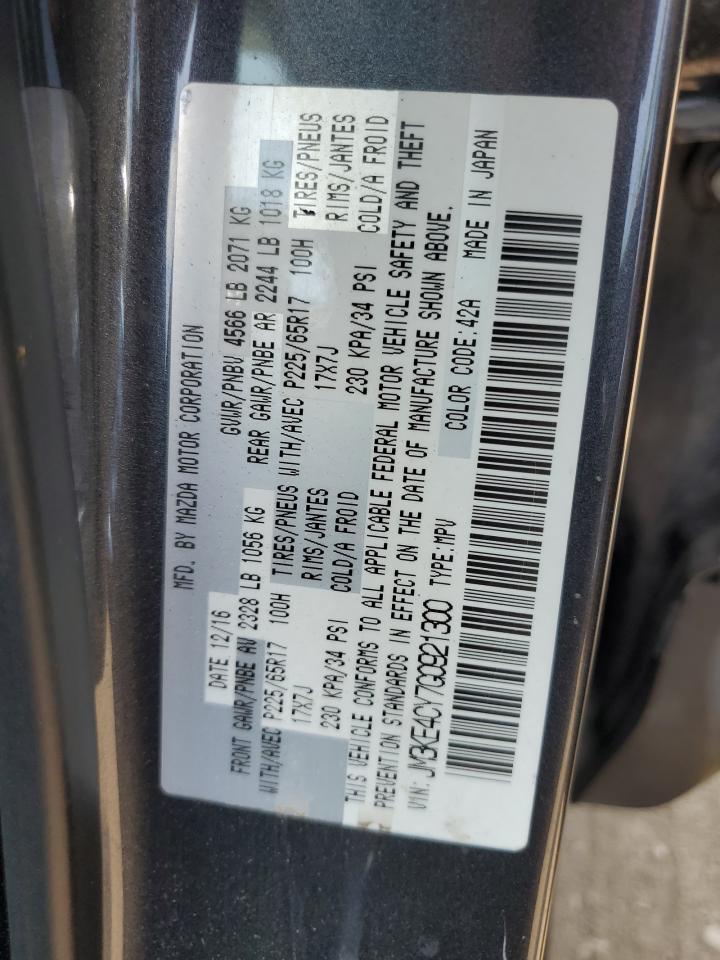 MFD. BY MAZDA MOTOR CORPORATION
DATE 12/16 GVWR/PNBV 4566 LB 2071 KG
FRONT GAWR/PNBE AV 2328 LB 1056 KG REAR GAWR/PNBE AR 2244 LB 1018 KG
WITH/AVEC P225/65R17 100H TIRES/PNEUS WITH/AVEC P225/65R17 100H TIRES/PNEUS
17X7J RIMS/JANTES 17X7J RIMS/JANTES
230 KPA/34 PSI COLD/A FROID 230 KPA/34 PSI COLD/A FROID
THIS VEHICLE CONFORMS TO ALL APPLICABLE FEDERAL MOTOR VEHICLE SAFETY AND THEFT
PREVENTION STANDARDS IN EFFECT ON THE DATE OF MANUFACTURE SHOWN ABOVE.
VIN: JM3KE4CY7G0921300 TYPE:MPV COLOR CODE:42A MADE IN JAPAN